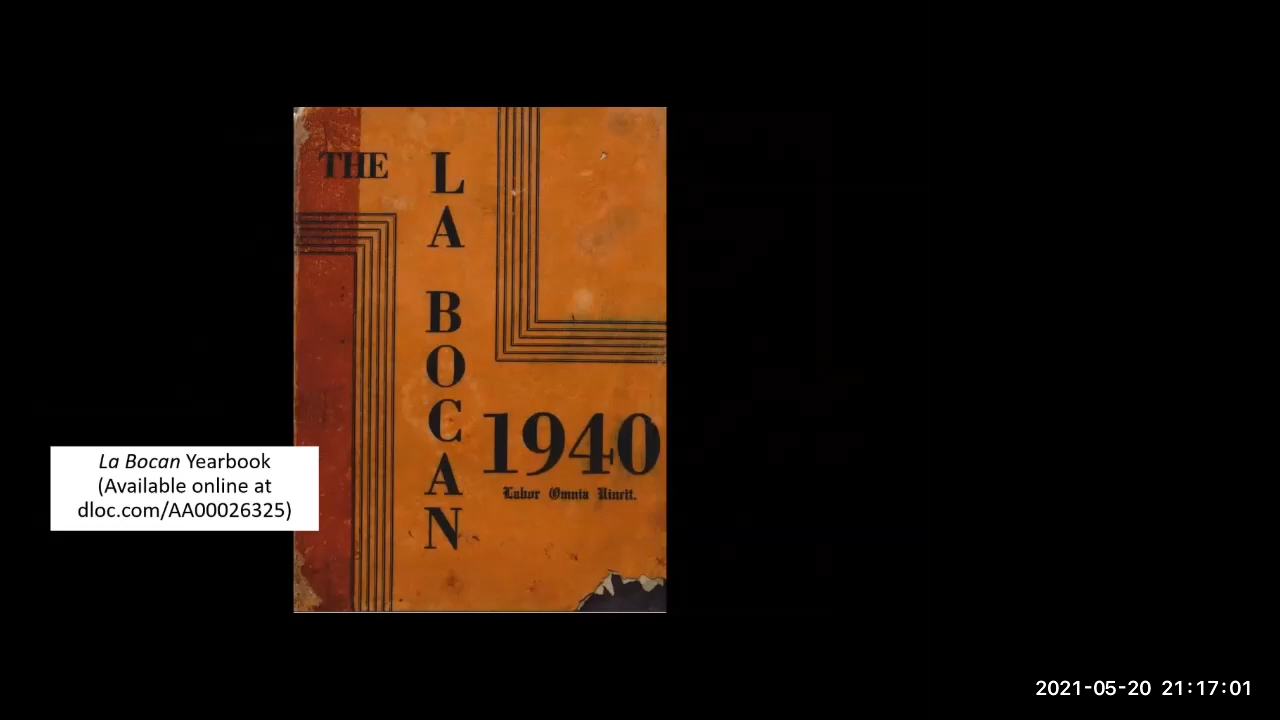 THE
LA BOCAN
1940
Labor Omnia Vincit.
La Bocan Yearbook
(Available online at
dloc.com/AA00026325)
2021-05-20 21:17:01